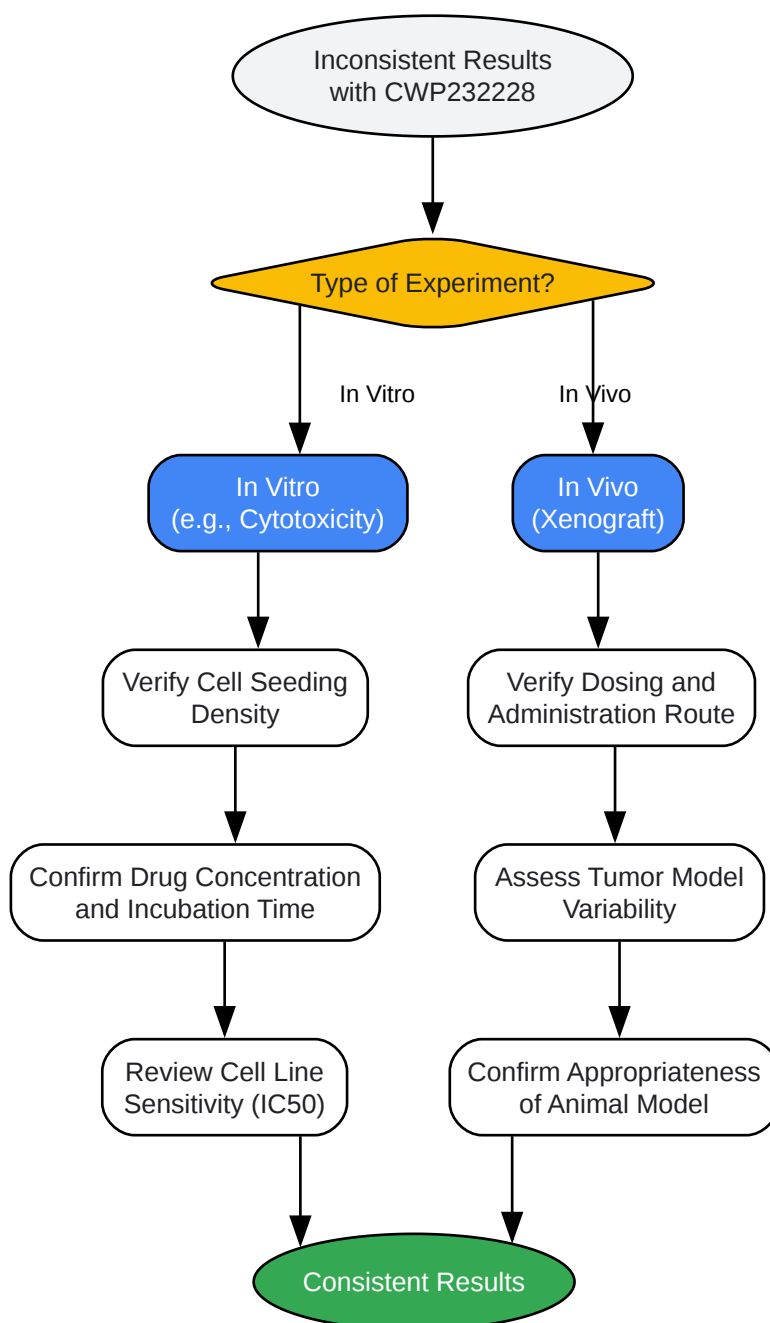 Inconsistent Results
with CWP232228
Type of Experiment?
In Vitro
In Vivo
In Vitro
(e.g., Cytotoxicity)
In Vivo
(Xenograft)
Verify Cell Seeding
Density
Verify Dosing and
Administration Route
Confirm Drug Concentration
and Incubation Time
Assess Tumor Model
Variability
Review Cell Line
Sensitivity (IC50)
Confirm Appropriateness
of Animal Model
Consistent Results